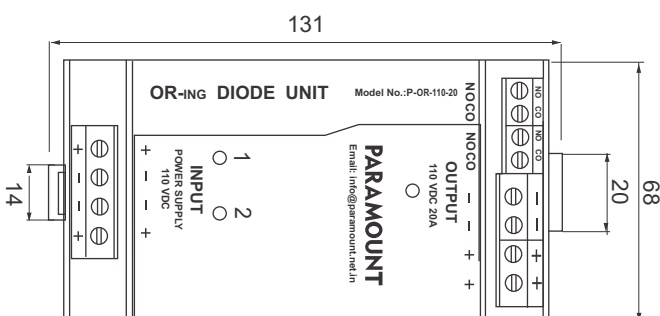 131
OR-ING DIODE UNIT
Model No.:P-OR-110-20
NO CO NO CO
NO CO NO CO
14
+ - - +
+ - - +
INPUT
POWER SUPPLY
110 VDC
1 2
PARAMOUNT
Email: info@paramount.net.in
OUTPUT
110 VDC 20A
- - + +
- - + +
20
68